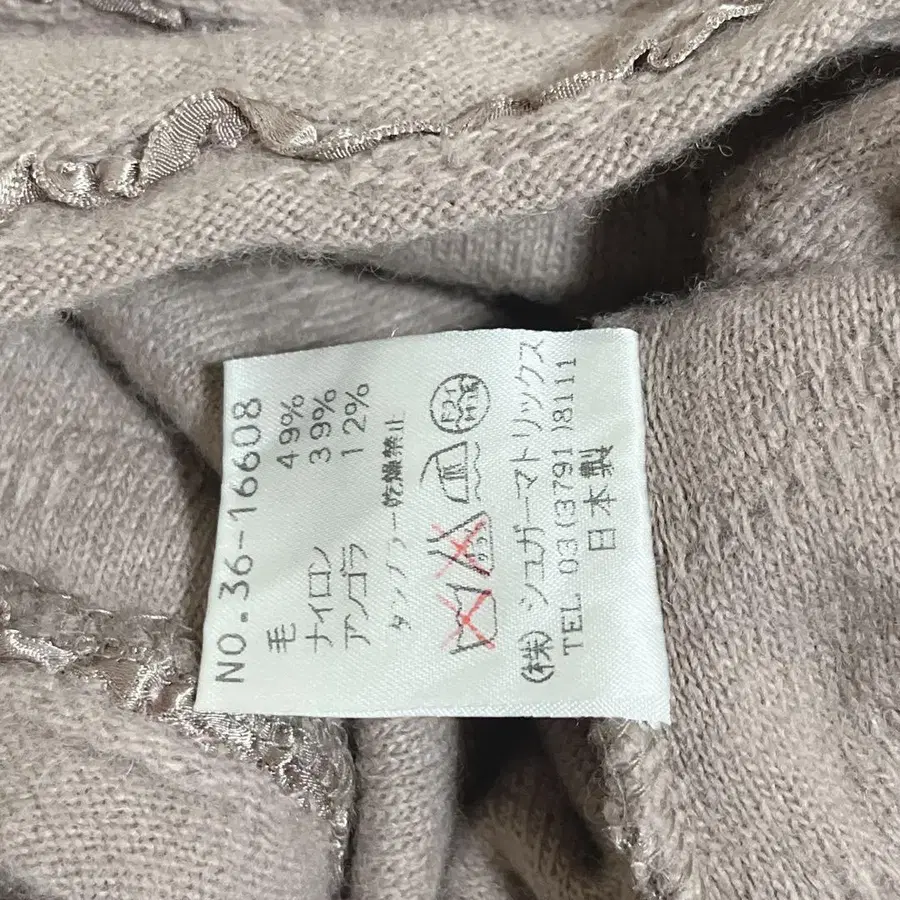 NO.36-16608
毛 49%
ナイロン 39%
アンゴラ 12%
タンブラー乾燥禁止
(株)シュガーマトリックス
TEL 03(3791)8111
日本製